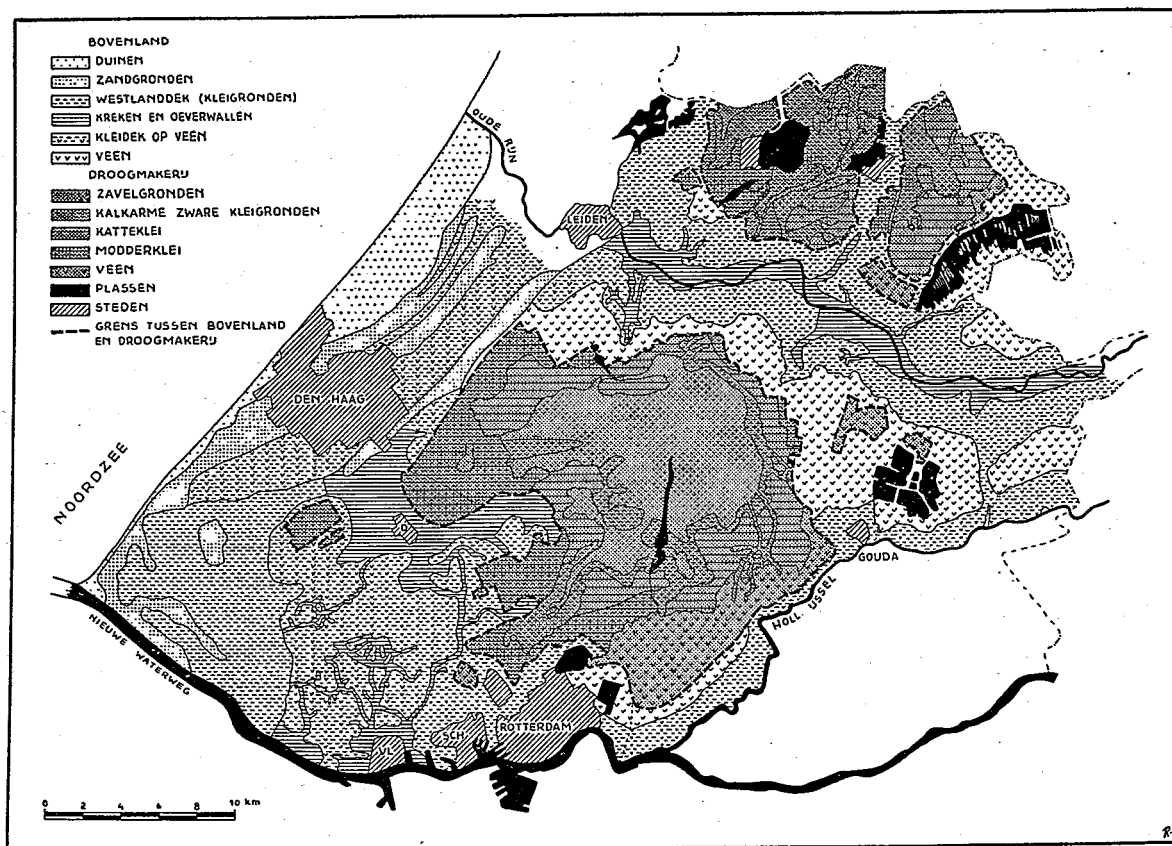 BOVENLAND
DUINEN
ZANDGRONDEN
WESTLANDDEK (KLEIGRONDEN)
KREKEN EN OEVERWALLEN
KLEIDEK OP VEEN
VEEN
DROOGMAKERIJ
ZAVELGRONDEN
KALKARME ZWARE KLEIGRONDEN
KATTEKLEI
MODDERKLEI
VEEN
PLASSEN
STEDEN
GRENS TUSSEN BOVENLAND
EN DROOGMAKERIJ
OUDE RIJN
EIDEN
DEN HAAG
NOORDZEE
D
GOUDA
HOLL. IJSSEL
NIEUWE WATERWEG
ROTTERDAM
SCH
VL
0 2 4 6 8 10 km
R